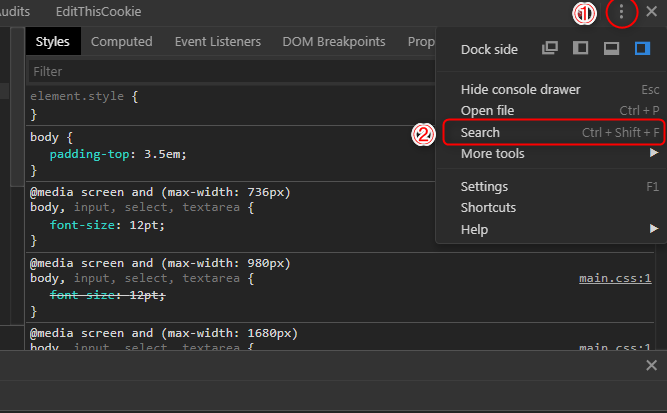 udits EditThisCookie ①
Styles Computed Event Listeners DOM Breakpoints Prop
Filter
element.style {
}
body {
padding-top: 3.5em;
}
@media screen and (max-width: 736px)
body, input, select, textarea {
font-size: 12pt;
}
@media screen and (max-width: 980px)
body, input, select, textarea {
main.css:1
font-size: 12pt;
}
@media screen and (max-width: 1680px)
body, input, select, textarea {
main.css:1
Dock side
Hide console drawer Esc
Open file Ctrl + P
② Search Ctrl + Shift + F
More tools
Settings F1
Shortcuts
Help